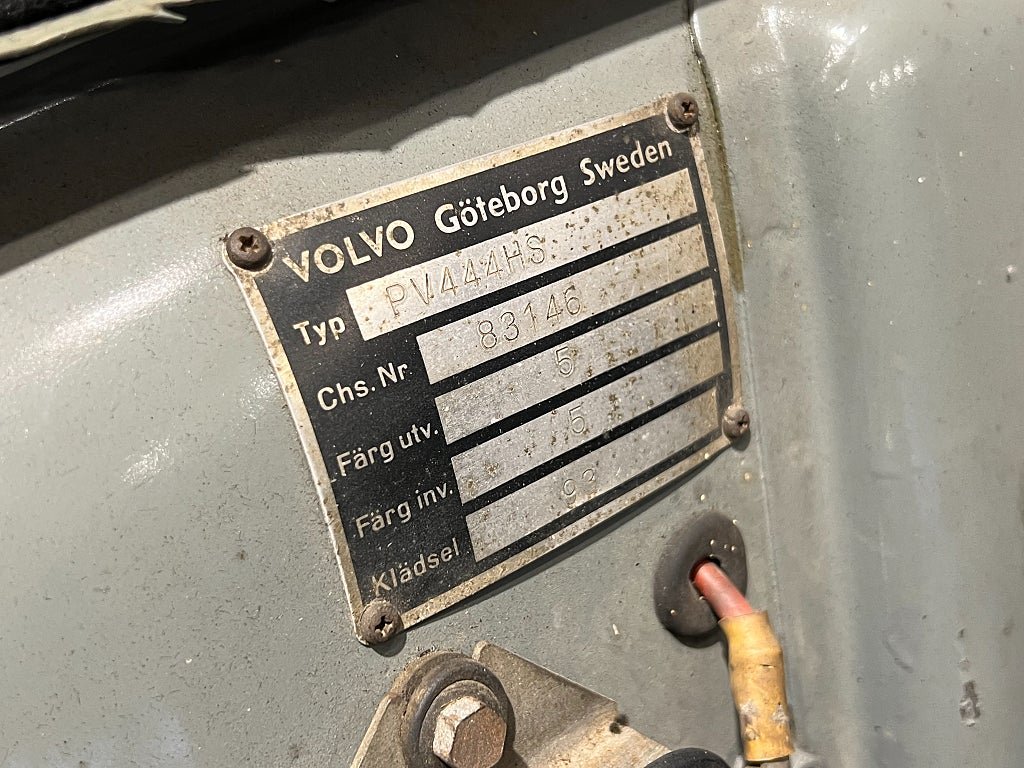 VOLVO Göteborg Sweden
Typ PV444HS
Chs. Nr 83146
Färg utv. 5
Färg inv. 5
Klädsel